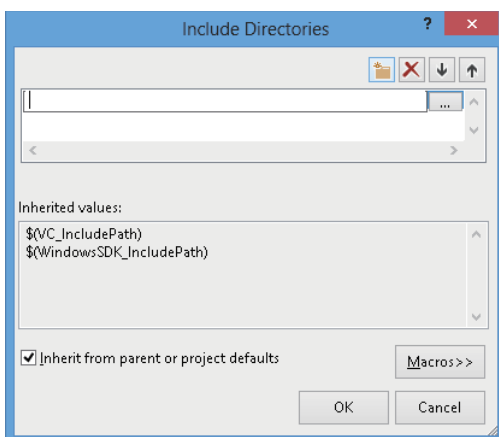 Include Directories
?
...
Inherited values:
$(VC_IncludePath)
$(WindowsSDK_IncludePath)
Inherit from parent or project defaults
Macros>>
OK
Cancel